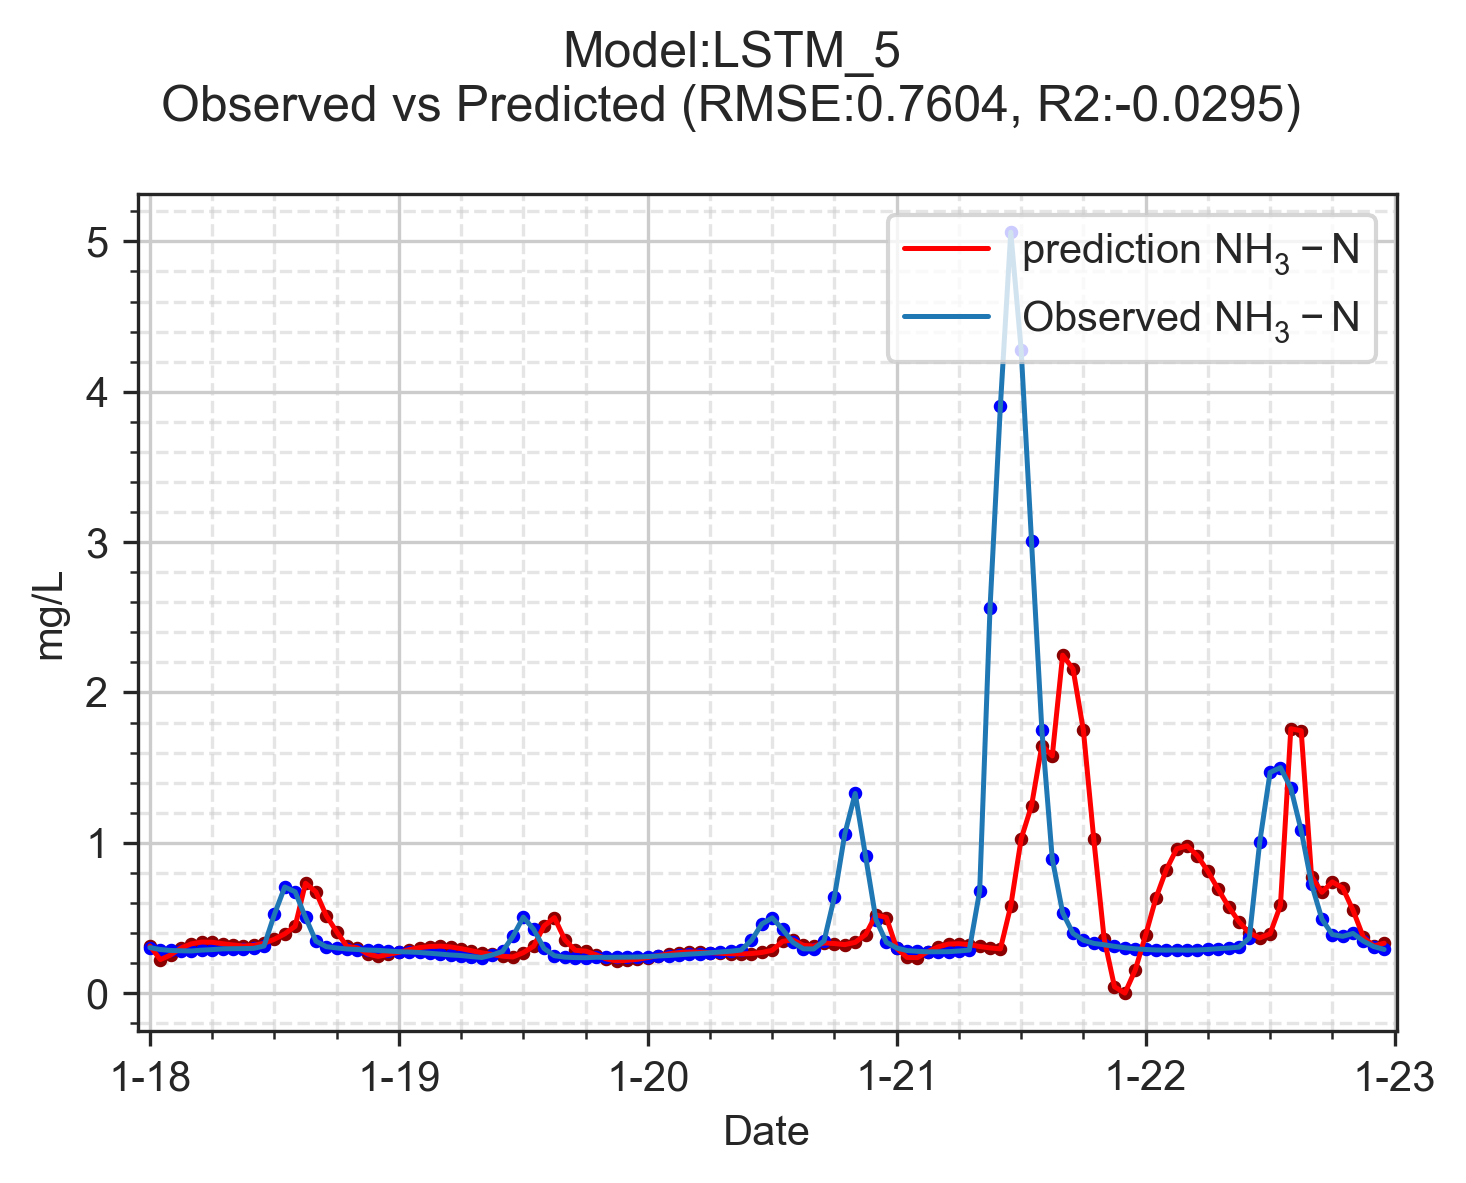 Model:LSTM_5
Observed vs Predicted (RMSE:0.7604, R2:-0.0295)
prediction NH₃ − N
Observed NH₃ − N
5
4
3
2
1
0
mg/L
1-18 1-19 1-20 1-21 1-22 1-23
Date